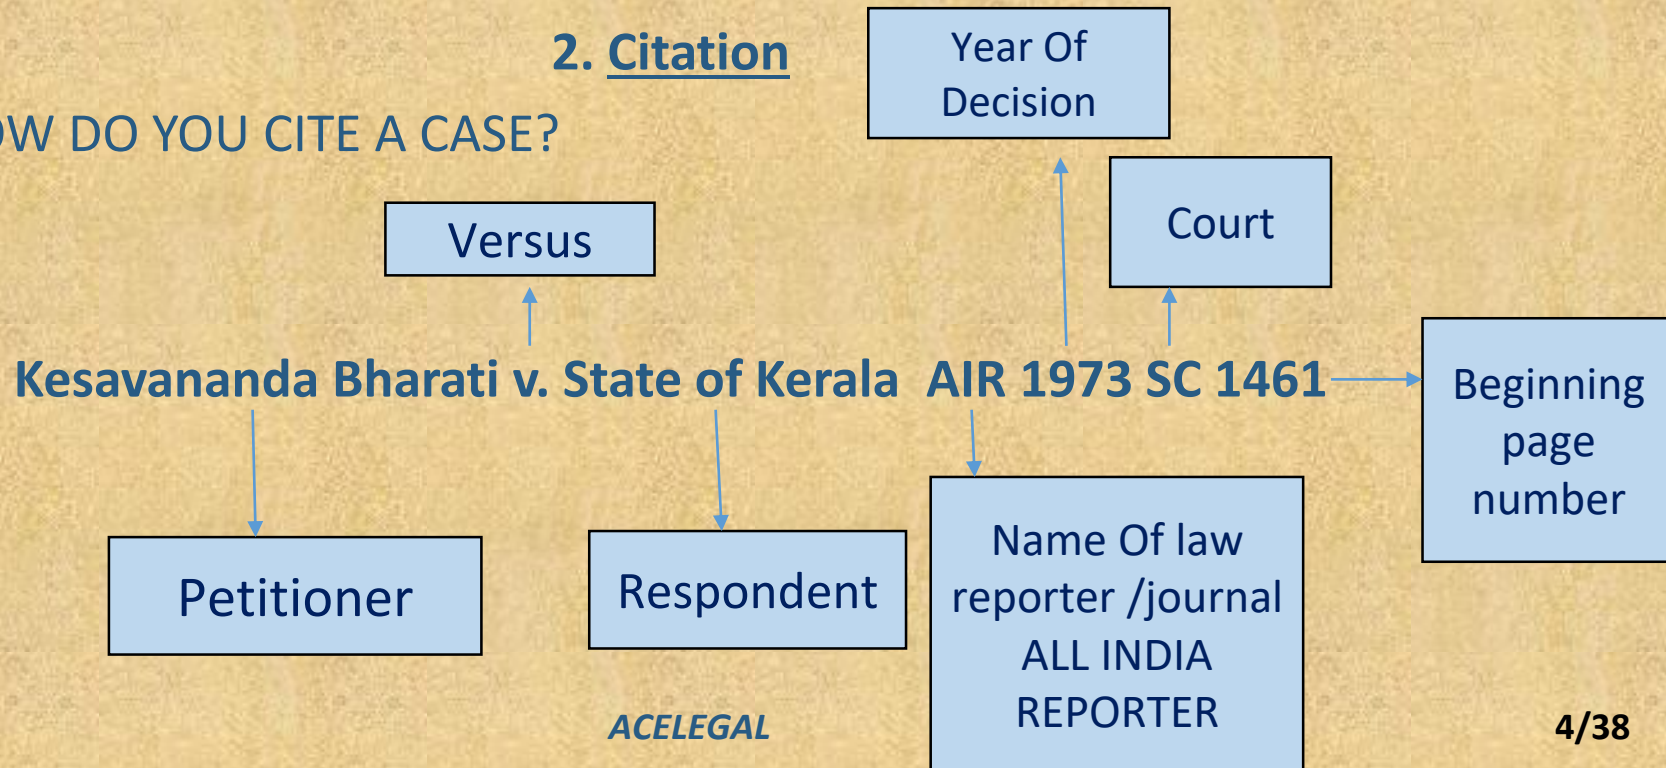 2. Citation
Year Of
Decision
OW DO YOU CITE A CASE?
Court
Versus
Kesavananda Bharati v. State of Kerala AIR 1973 SC 1461
Beginning
page
number
Petitioner
Respondent
Name Of law
reporter /journal
ALL INDIA
REPORTER
ACELEGAL
4/38